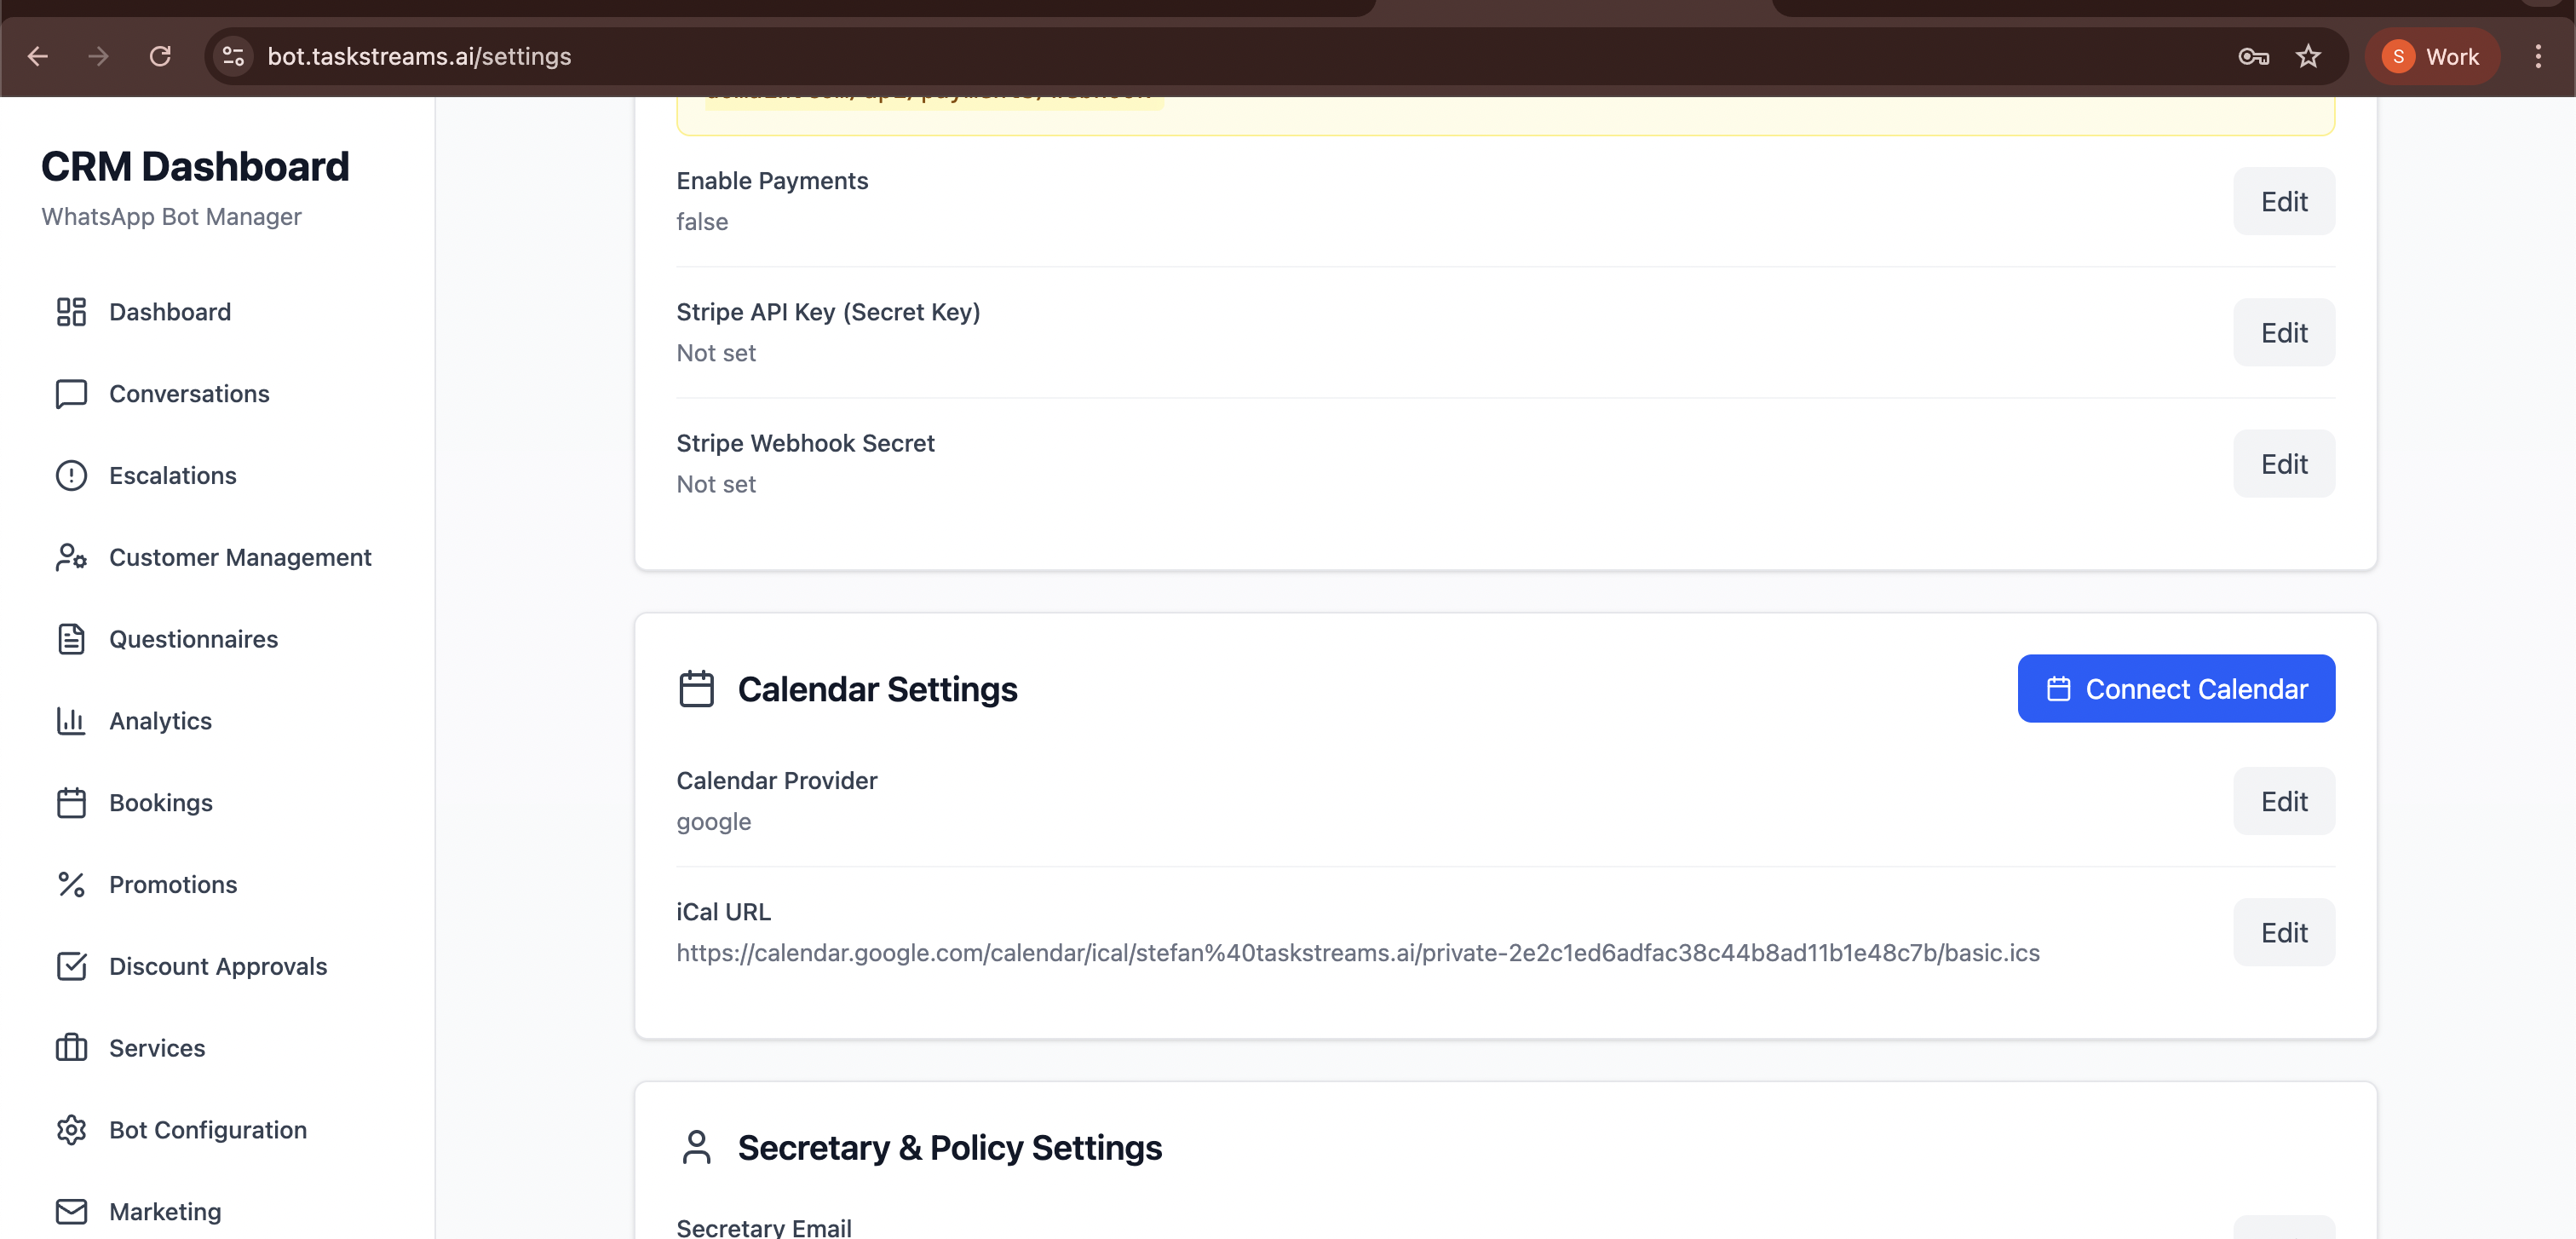 bot.taskstreams.ai/settings
S Work
CRM Dashboard
WhatsApp Bot Manager
Dashboard
Conversations
Escalations
Customer Management
Questionnaires
Analytics
Bookings
Promotions
Discount Approvals
Services
Bot Configuration
Marketing
Enable Payments
false
Edit
Stripe API Key (Secret Key)
Not set
Edit
Stripe Webhook Secret
Not set
Edit
Calendar Settings
Connect Calendar
Calendar Provider
google
Edit
iCal URL
https://calendar.google.com/calendar/ical/stefan%40taskstreams.ai/private-2e2c1ed6adfac38c44b8ad11b1e48c7b/basic.ics
Edit
Secretary & Policy Settings
Secretary Email